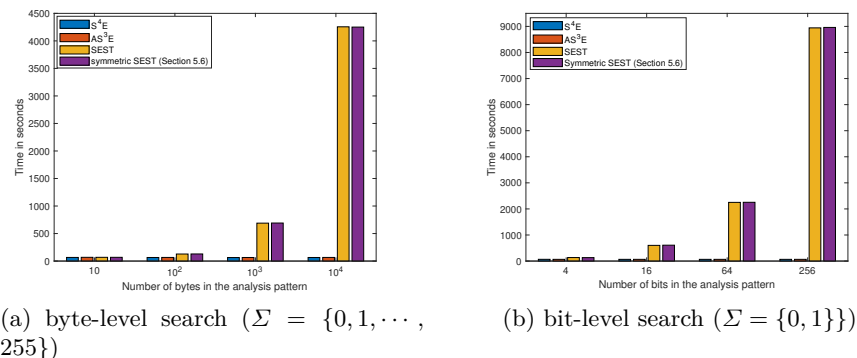 4500
4000
3500
3000
2500
2000
1500
1000
500
0
Time in seconds
S⁴E
AS³E
SEST
symmetric SEST (Section 5.6)
10 10² 10³ 10⁴
Number of bytes in the analysis pattern
(a) byte-level search (Σ = {0, 1, ⋯ ,
255})
9000
8000
7000
6000
5000
4000
3000
2000
1000
0
Time in seconds
S⁴E
AS³E
SEST
Symmetric SEST (Section 5.6)
4 16 64 256
Number of bits in the analysis pattern
(b) bit-level search (Σ = {0, 1}})